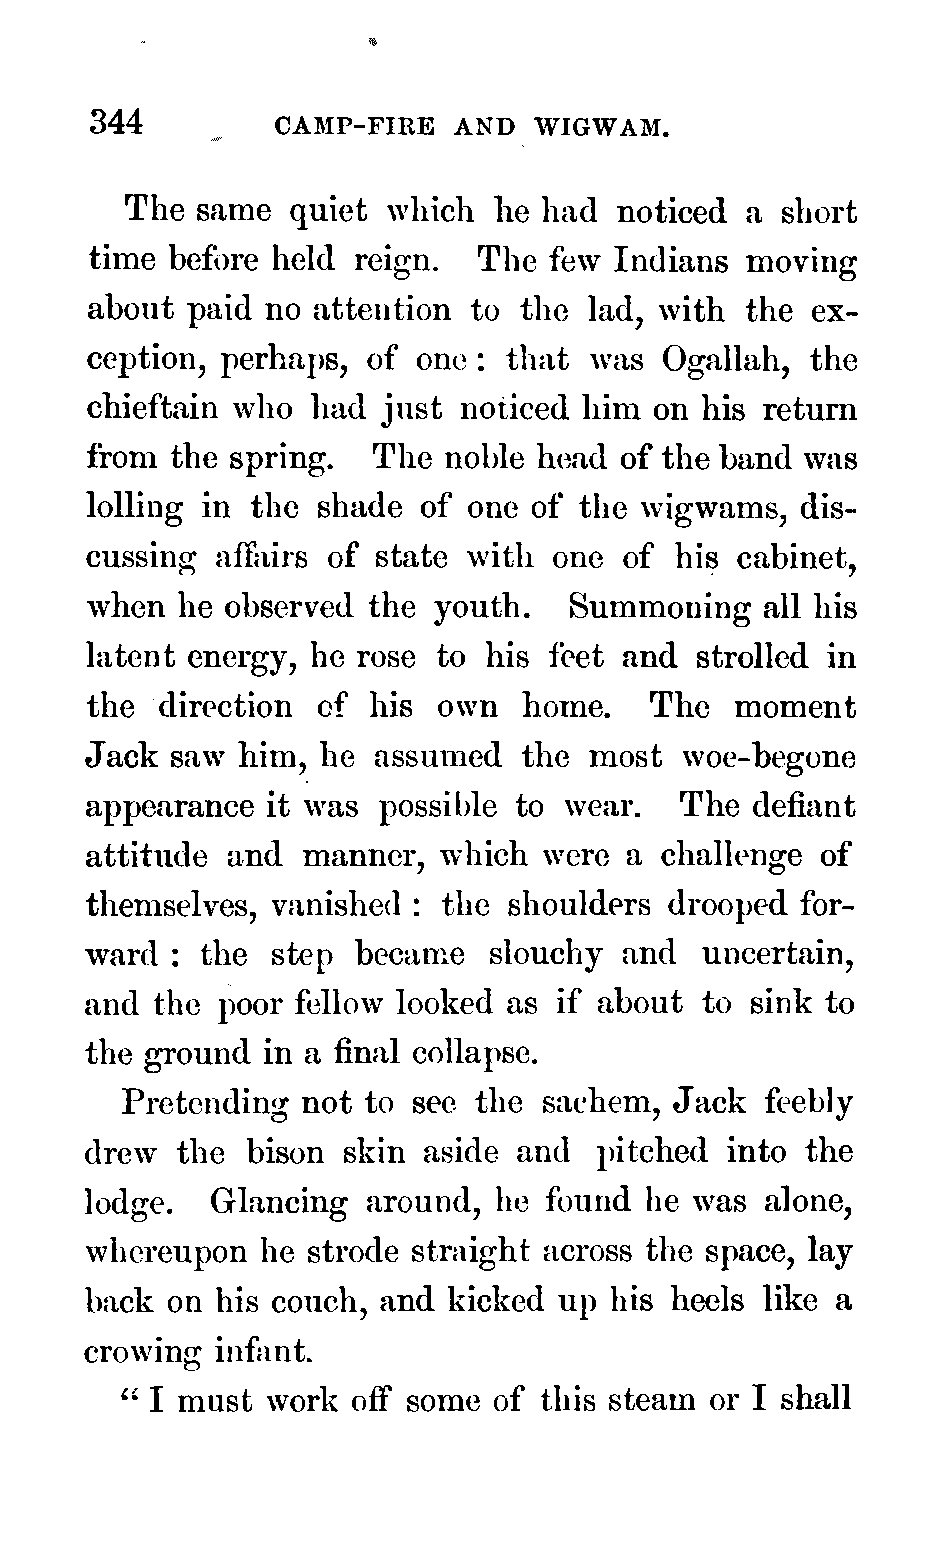 344 CAMP-FIRE AND WIGWAM.
The same quiet which he had noticed a short
time before held reign. The few Indians moving
about paid no attention to the lad, with the ex-
ception, perhaps, of one : that was Ogallah, the
chieftain who had just noticed him on his return
from the spring. The noble head of the band was
lolling in the shade of one of the wigwams, dis-
cussing affairs of state with one of his cabinet,
when he observed the youth. Summoning all his
latent energy, he rose to his feet and strolled in
the direction of his own home. The moment
Jack saw him, he assumed the most woe-begone
appearance it was possible to wear. The defiant
attitude and manner, which were a challenge of
themselves, vanished : the shoulders drooped for-
ward : the step became slouchy and uncertain,
and the poor fellow looked as if about to sink to
the ground in a final collapse.
Pretending not to see the sachem, Jack feebly
drew the bison skin aside and pitched into the
lodge. Glancing around, he found he was alone,
whereupon he strode straight across the space, lay
back on his couch, and kicked up his heels like a
crowing infant.
“ I must work off some of this steam or I shall